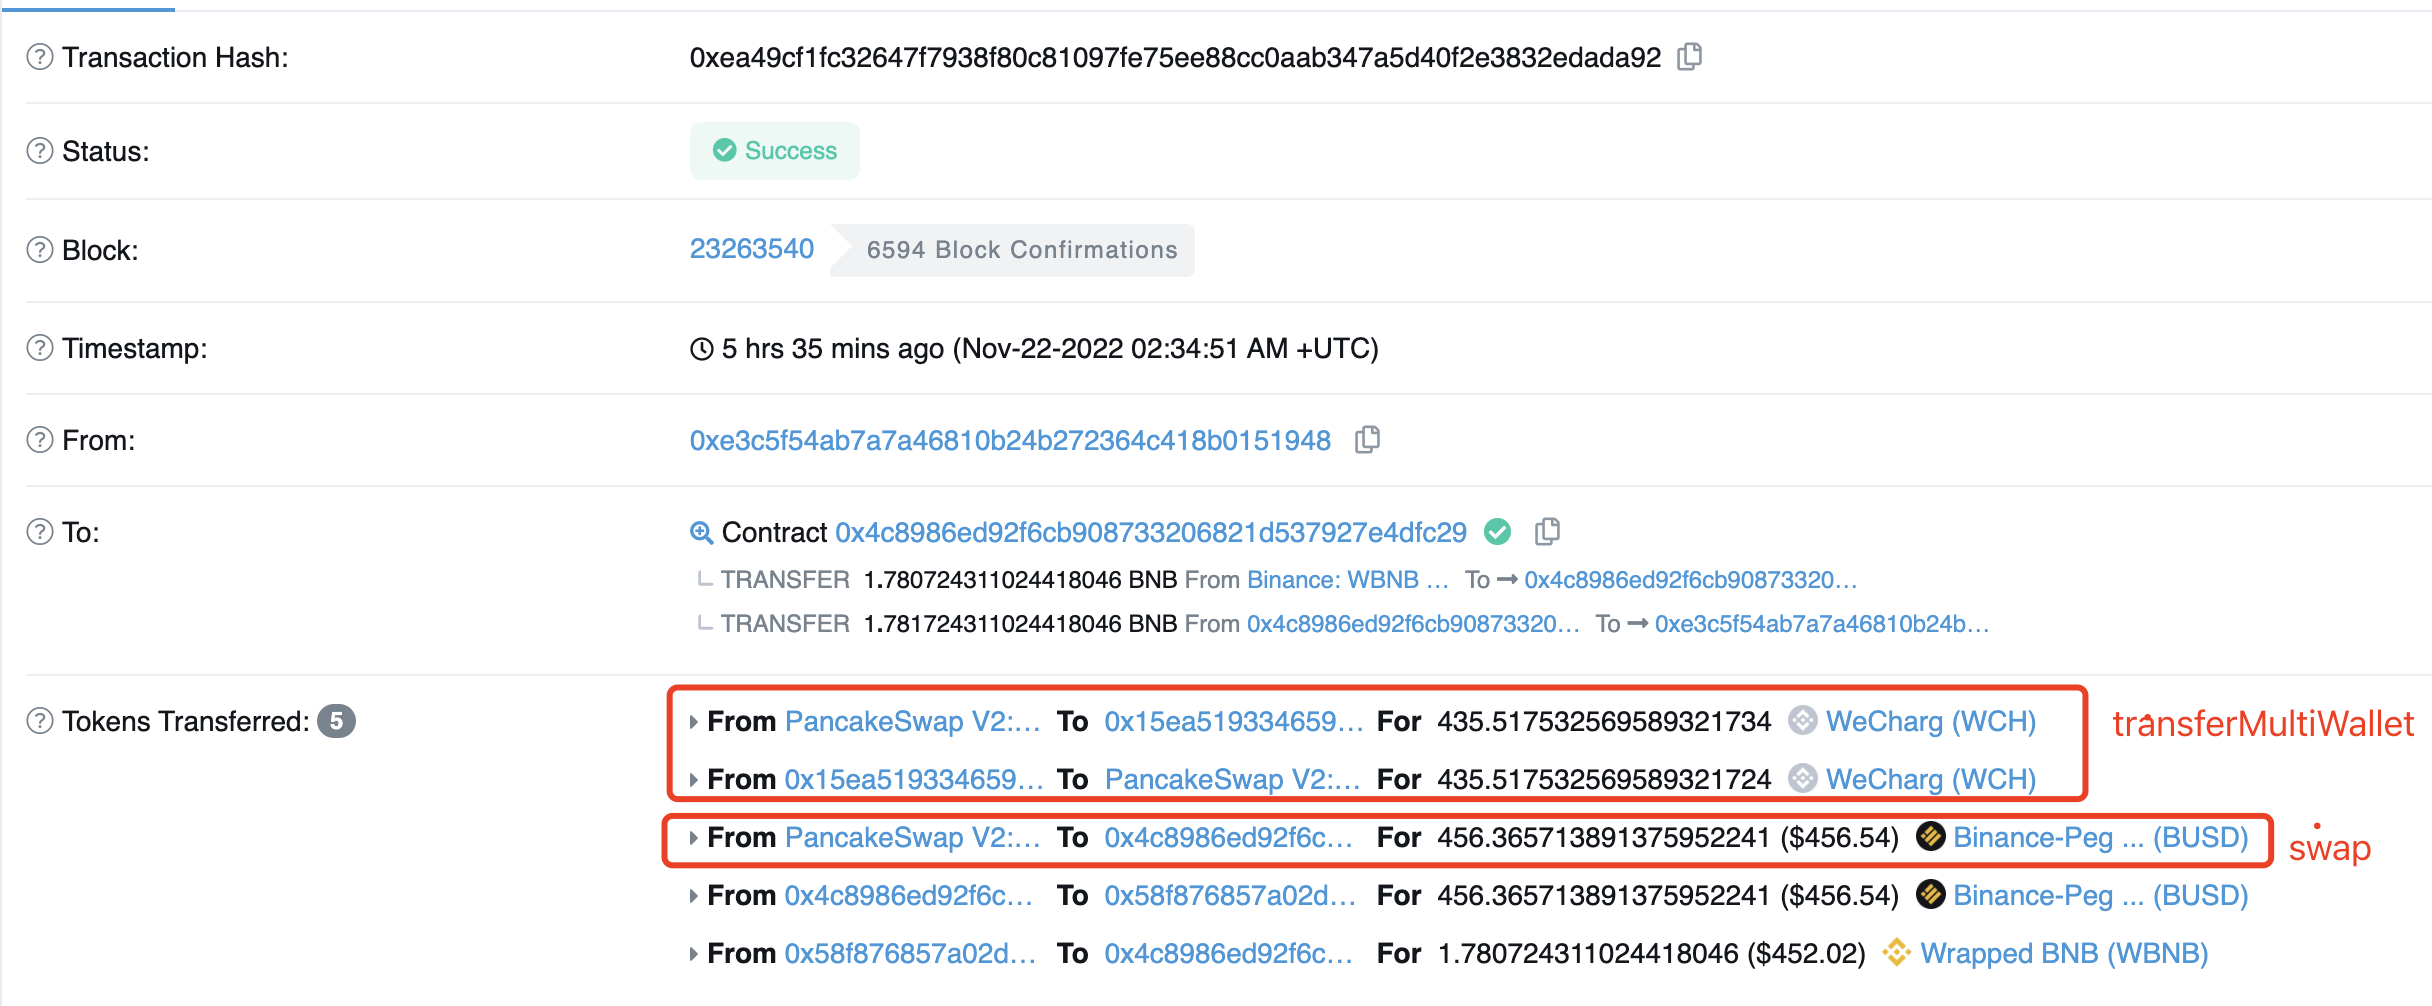 Transaction Hash: 0xea49cf1fc32647f7938f80c81097fe75ee88cc0aab347a5d40f2e3832edada92
Status: Success
Block: 23263540 6594 Block Confirmations
Timestamp: 5 hrs 35 mins ago (Nov-22-2022 02:34:51 AM +UTC)
From: 0xe3c5f54ab7a7a46810b24b272364c418b0151948
To: Contract 0x4c8986ed92f6cb908733206821d537927e4dfc29
TRANSFER 1.780724311024418046 BNB From Binance: WBNB ... To → 0x4c8986ed92f6cb90873320...
TRANSFER 1.781724311024418046 BNB From 0x4c8986ed92f6cb90873320... To → 0xe3c5f54ab7a7a46810b24b...
Tokens Transferred: 5 From PancakeSwap V2:... To 0x15ea519334659... For 435.517532569589321734 WeCharg (WCH) transferMultiWallet
From 0x15ea519334659... To PancakeSwap V2:... For 435.517532569589321724 WeCharg (WCH)
From PancakeSwap V2:... To 0x4c8986ed92f6c... For 456.365713891375952241 ($456.54) Binance-Peg ... (BUSD) swap
From 0x4c8986ed92f6c... To 0x58f876857a02d... For 456.365713891375952241 ($456.54) Binance-Peg ... (BUSD)
From 0x58f876857a02d... To 0x4c8986ed92f6c... For 1.780724311024418046 ($452.02) Wrapped BNB (WBNB)